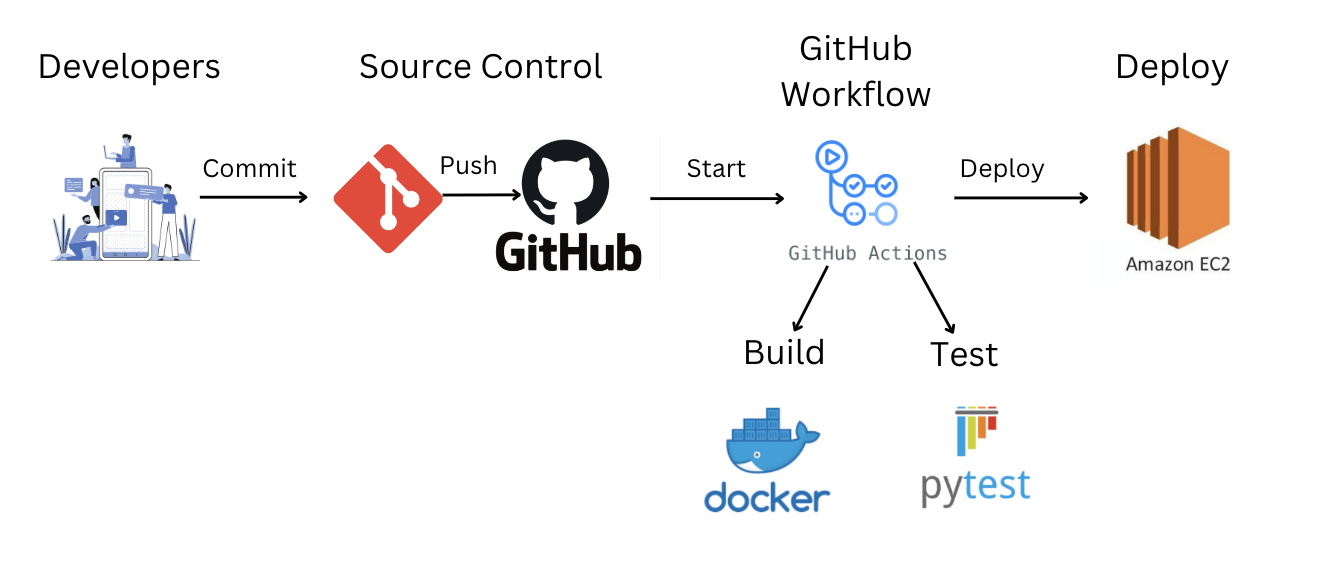 Developers
Source Control
GitHub
Workflow
Deploy
Commit
Push
Start
Deploy
GitHub
GitHub Actions
Amazon EC2
Build
Test
docker
pytest